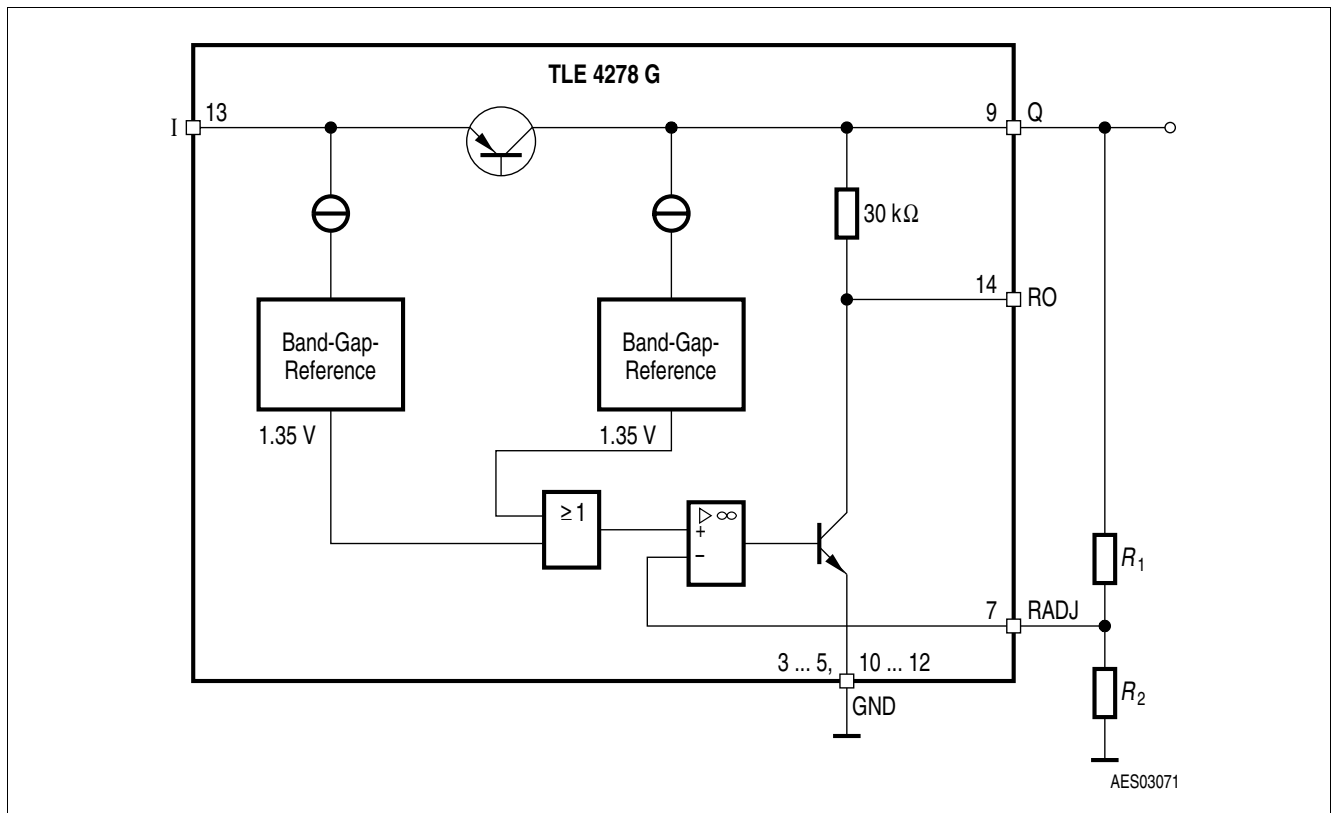 TLE 4278 G
I
13
9
Q
30 kΩ
14
RO
Band-Gap-
Reference
Band-Gap-
Reference
1.35 V
1.35 V
≥1
▷ ∞
+
−
R1
7
RADJ
3 ... 5,
10 ... 12
GND
R2
AES03071